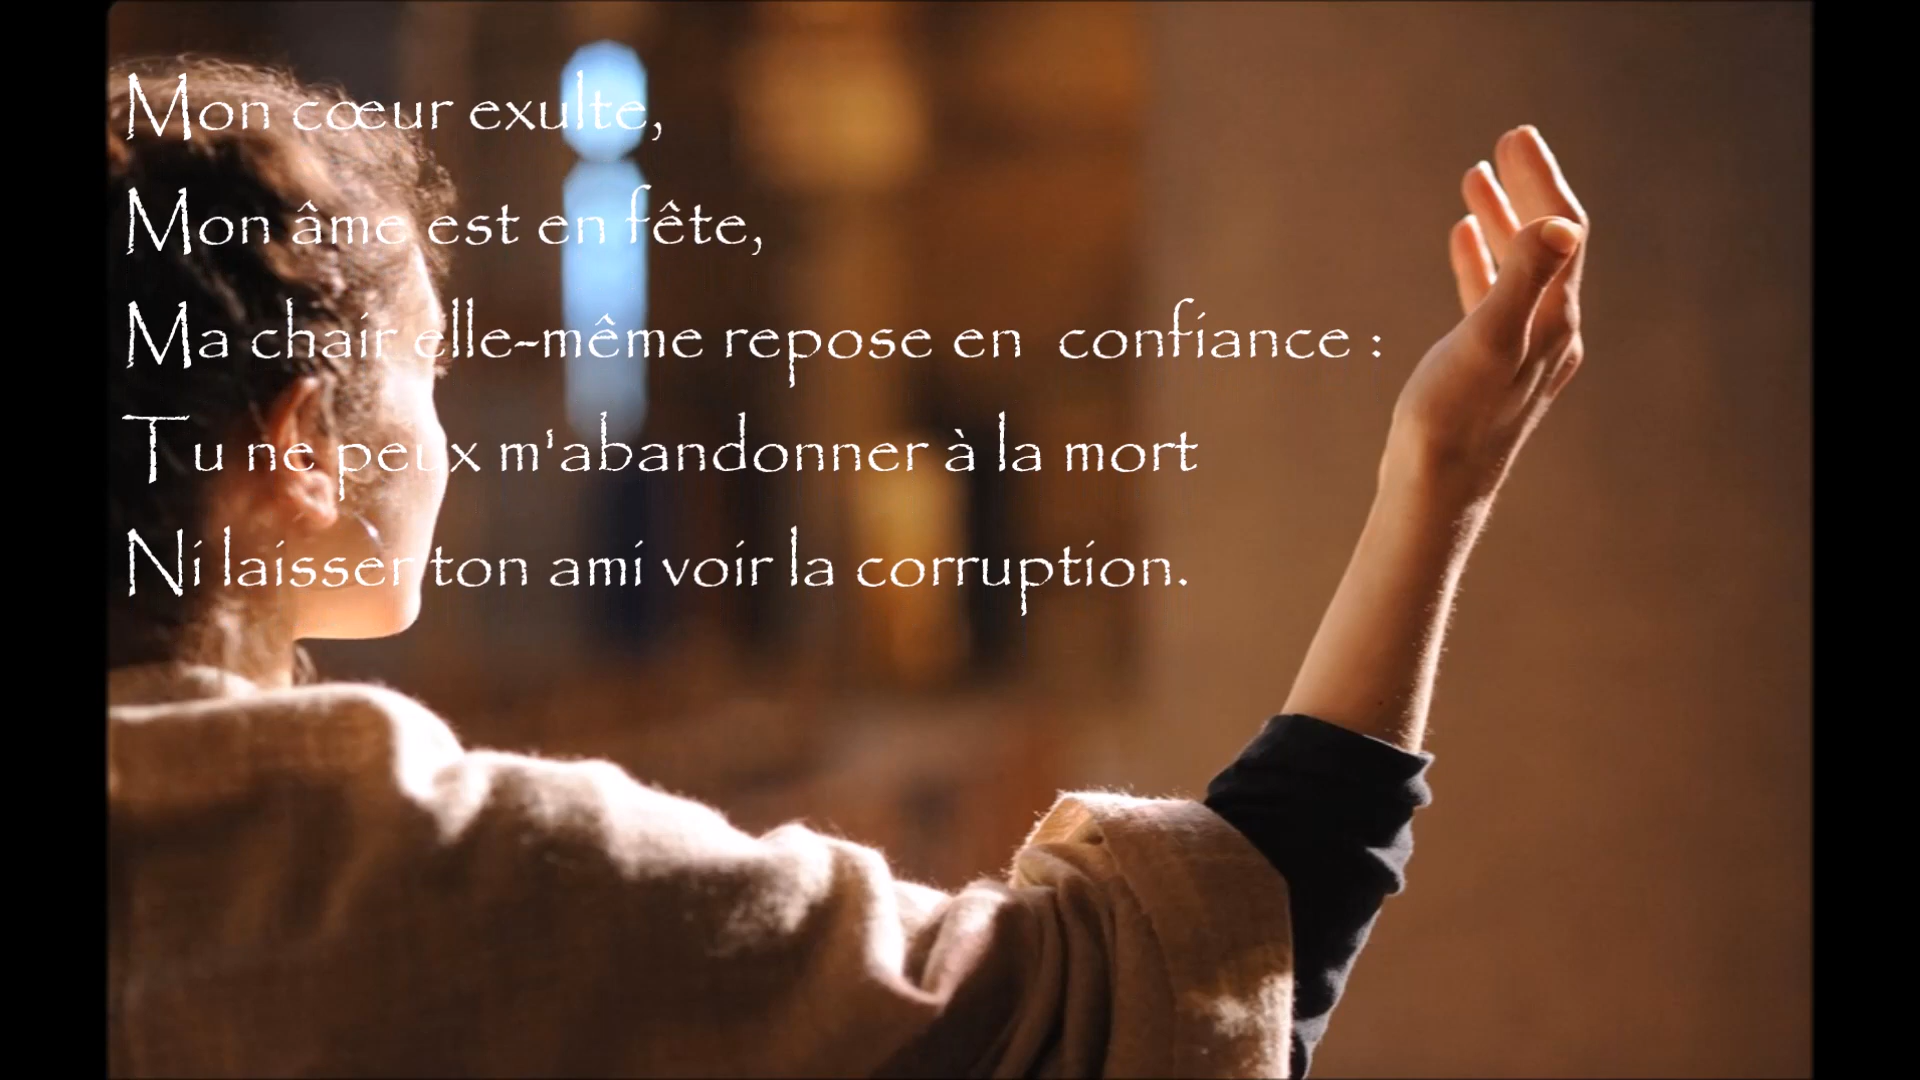 Mon cœur exulte,
Mon âme est en fête,
Ma chair elle-même repose en  confiance :
Tu ne peux m'abandonner à la mort
Ni laisser ton ami voir la corruption.